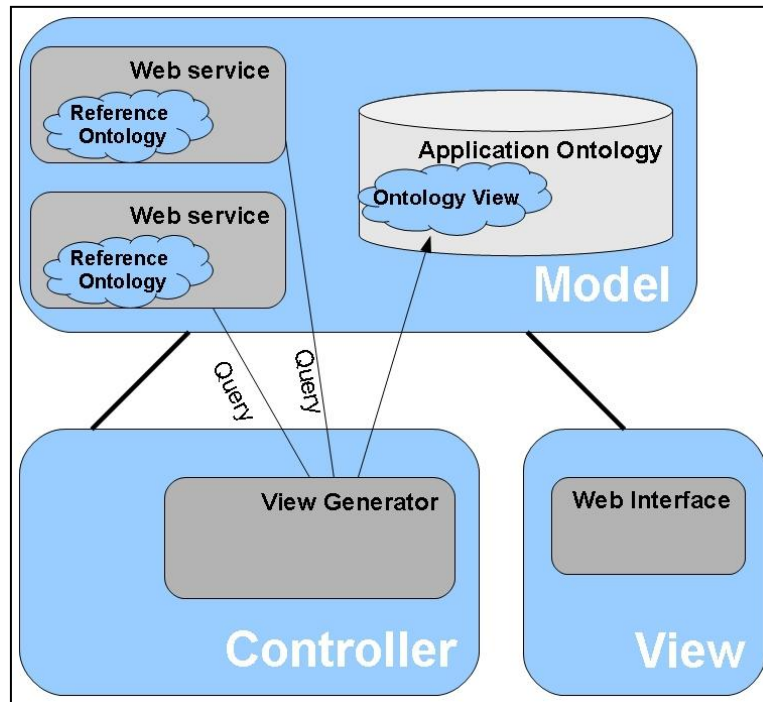 Web service
Reference
Ontology
Application Ontology
Ontology View
Web service
Reference
Ontology
Model
Query
Query
View Generator
Controller
Web Interface
View